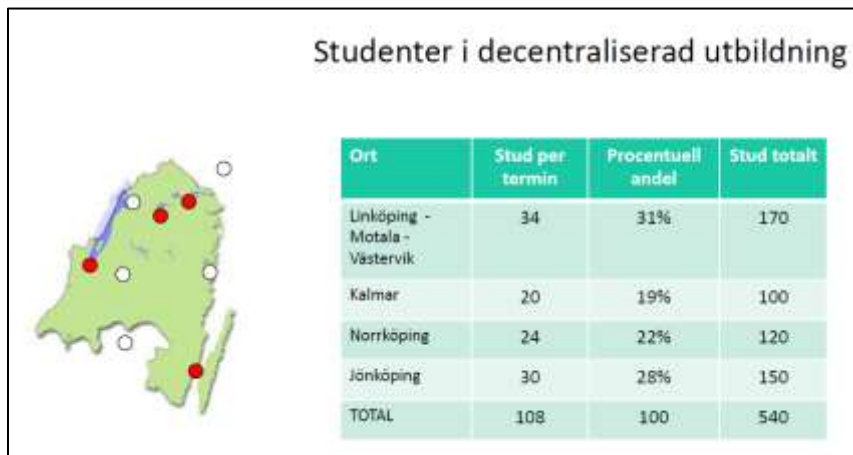 Studenter i decentraliserad utbildning
Ort Stud per termin Procentuell andel Stud totalt
Linköping - Motala - Västervik 34 31% 170
Kalmar 20 19% 100
Norrköping 24 22% 120
Jönköping 30 28% 150
TOTAL 108 100 540